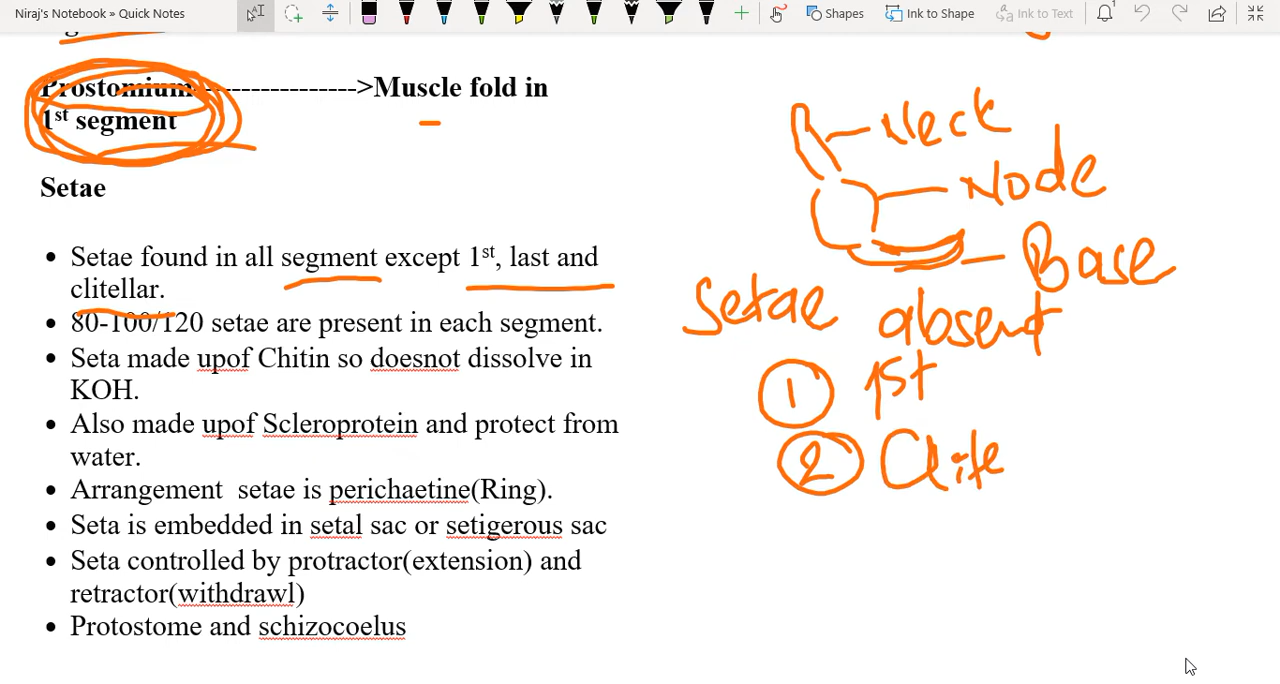 Niraj's Notebook » Quick Notes
Shapes
Ink to Shape
Ink to Text
Prostomium--------------->Muscle fold in
1st segment
Setae
• Setae found in all segment except 1st, last and
clitellar.
• 80-100/120 setae are present in each segment.
• Seta made upof Chitin so doesnot dissolve in
KOH.
• Also made upof Scleroprotein and protect from
water.
• Arrangement setae is perichaetine(Ring).
• Seta is embedded in setal sac or setigerous sac
• Seta controlled by protractor(extension) and
retractor(withdrawl)
• Protostome and schizocoelus
Neck
Node
Base
Setae absent
1 1st
2 Clite